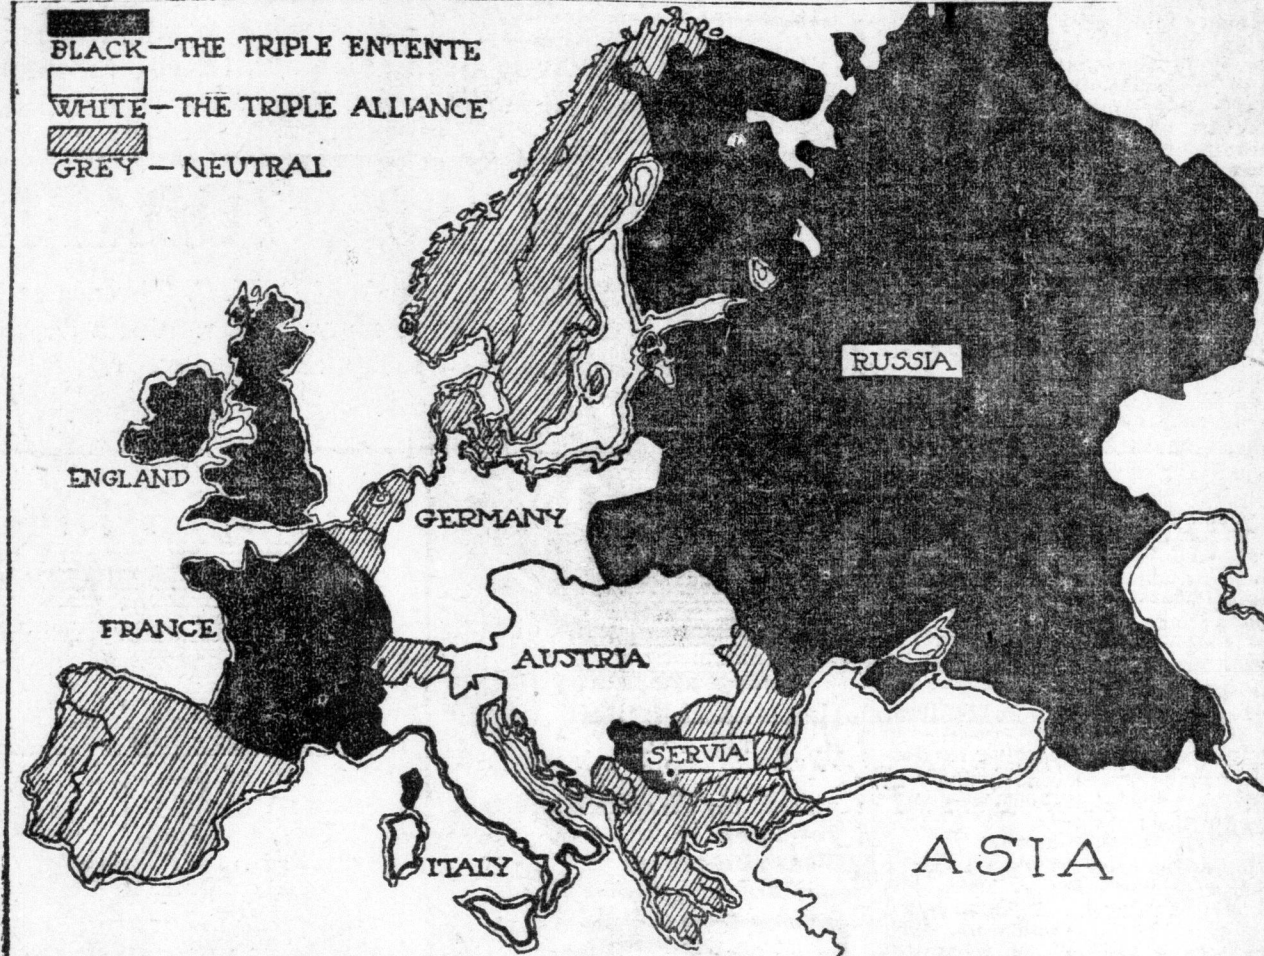 BLACK—THE TRIPLE ENTENTE
WHITE—THE TRIPLE ALLIANCE
GREY—NEUTRAL
RUSSIA
ENGLAND
GERMANY
FRANCE
AUSTRIA
SERVIA
ITALY
ASIA